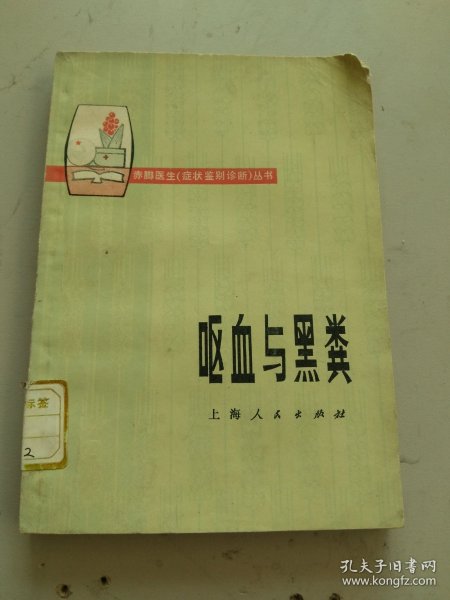 赤脚医生(症状鉴别诊断)丛书
呕血与黑粪
上海人民出版社
标签
2
孔夫子旧书网
www.kongfz.com